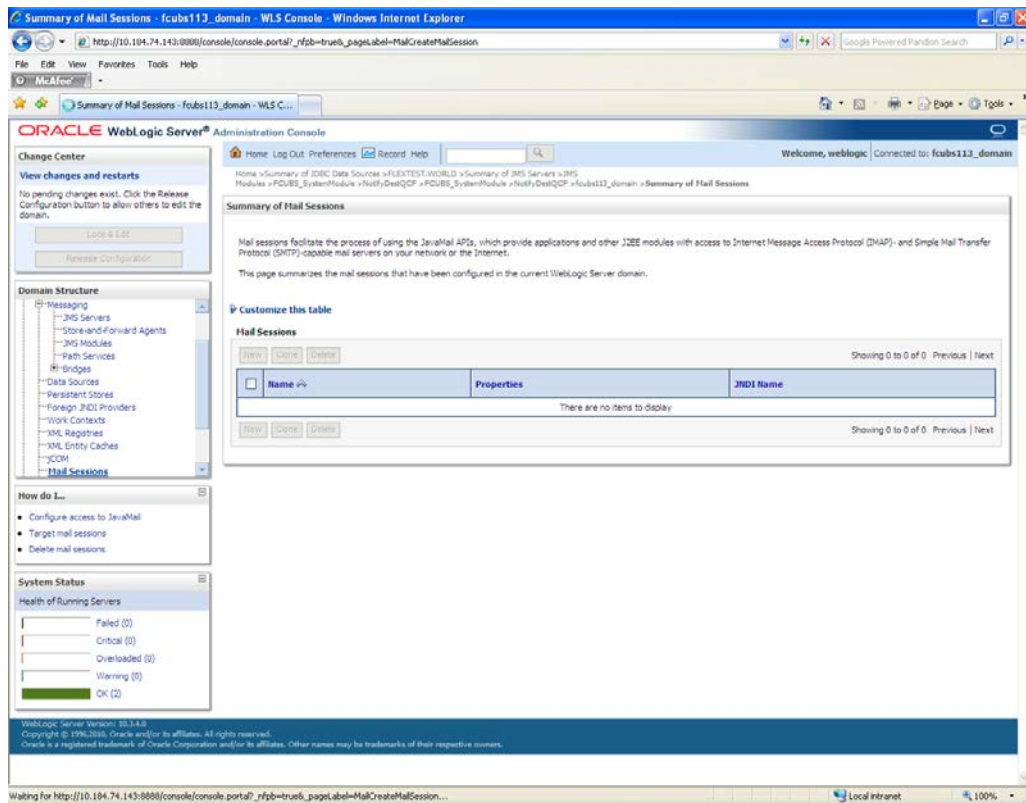 Summary of Mail Sessions - fcubs113_domain - WLS Console - Windows Internet Explorer
http://10.184.74.143:8888/console/console.portal?_nfpb=true&_pageLabel=MailCreateMailSession
Google Powered Pandion Search
File Edit View Favorites Tools Help
McAfee
Summary of Mail Sessions - fcubs113_domain - WLS C...
Page Tools
ORACLE WebLogic Server® Administration Console
Change Center
View changes and restarts
No pending changes exist. Click the Release
Configuration button to allow others to edit the
domain.
Lock & Edit
Release Configuration
Domain Structure
Messaging
JMS Servers
Store-and-Forward Agents
JMS Modules
Path Services
Bridges
Data Sources
Persistent Stores
Foreign JNDI Providers
Work Contexts
XML Registries
XML Entity Caches
jCOM
Mail Sessions
How do I...
Configure access to JavaMail
Target mail sessions
Delete mail sessions
System Status
Health of Running Servers
Failed (0)
Critical (0)
Overloaded (0)
Warning (0)
OK (2)
Home Log Out Preferences Record Help
Welcome, weblogic Connected to: fcubs113_domain
Home >Summary of JDBC Data Sources >FLEXTEST.WORLD >Summary of JMS Servers >JMS
Modules >FCUBS_SystemModule >NotifyDestQCF >FCUBS_SystemModule >NotifyDestQCF >fcubs113_domain >Summary of Mail Sessions
Summary of Mail Sessions
Mail sessions facilitate the process of using the JavaMail APIs, which provide applications and other J2EE modules with access to Internet Message Access Protocol (IMAP)- and Simple Mail Transfer
Protocol (SMTP)-capable mail servers on your network or the Internet.
This page summarizes the mail sessions that have been configured in the current WebLogic Server domain.
Customize this table
Mail Sessions
New Clone Delete
Showing 0 to 0 of 0 Previous | Next
Name Properties JNDI Name
There are no items to display
New Clone Delete
Showing 0 to 0 of 0 Previous | Next
WebLogic Server Version: 10.3.4.0
Copyright © 1996,2010, Oracle and/or its affiliates. All rights reserved.
Oracle is a registered trademark of Oracle Corporation and/or its affiliates. Other names may be trademarks of their respective owners.
Waiting for http://10.184.74.143:8888/console/console.portal?_nfpb=true&_pageLabel=MailCreateMailSession...
Local intranet
100%